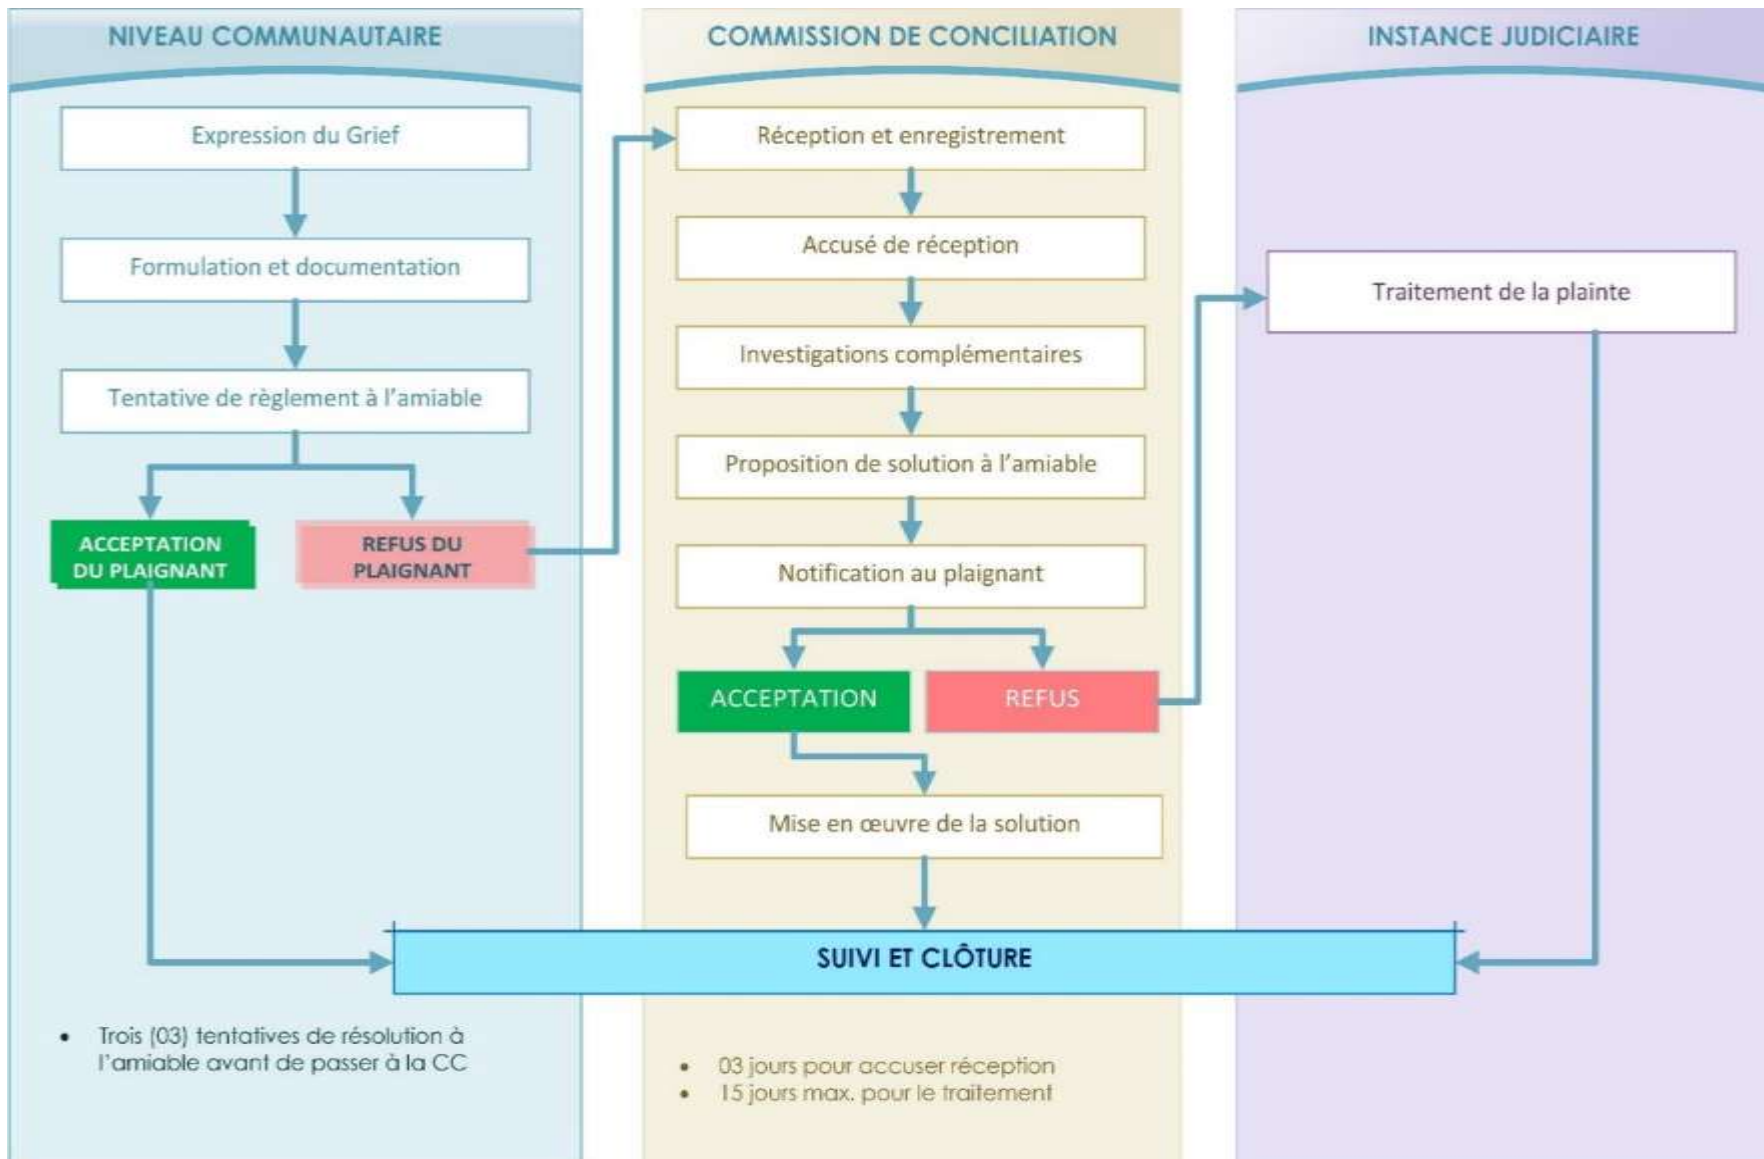 NIVEAU COMMUNAUTAIRE
Expression du Grief
Formulation et documentation
Tentative de règlement à l'amiable
ACCEPTATION
DU PLAIGNANT
REFUS DU
PLAIGNANT
• Trois (03) tentatives de résolution à
l'amiable avant de passer à la CC
COMMISSION DE CONCILIATION
Réception et enregistrement
Accusé de réception
Investigations complémentaires
Proposition de solution à l'amiable
Notification au plaignant
ACCEPTATION
REFUS
Mise en œuvre de la solution
SUIVI ET CLÔTURE
• 03 jours pour accuser réception
• 15 jours max. pour le traitement
INSTANCE JUDICIAIRE
Traitement de la plainte